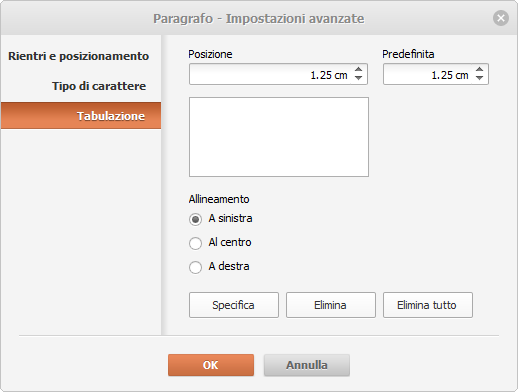 Paragrafo - Impostazioni avanzate
Rientri e posizionamento
Tipo di carattere
Tabulazione
Posizione
Predefinita
1.25 cm
1.25 cm
Allineamento
A sinistra
Al centro
A destra
Specifica
Elimina
Elimina tutto
OK
Annulla